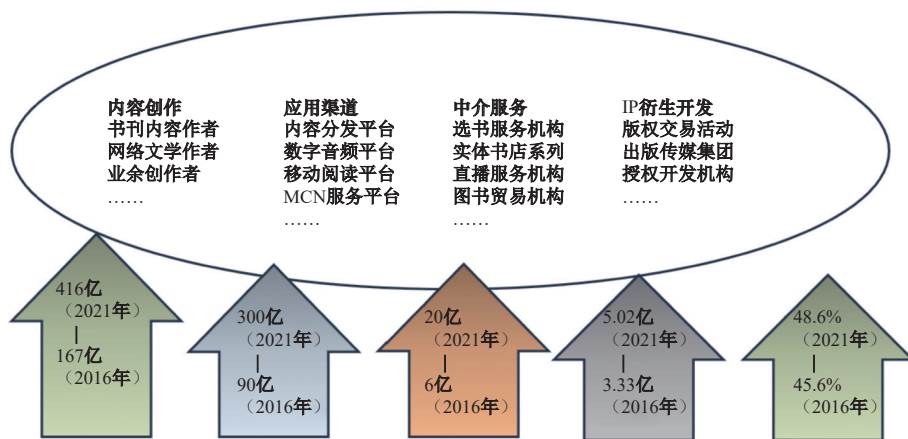 内容创作
书刊内容作者
网络文学作者
业余创作者
……
应用渠道
内容分发平台
数字音频平台
移动阅读平台
MCN服务平台
……
中介服务
选书服务机构
实体书店系列
直播服务机构
图书贸易机构
……
IP衍生开发
版权交易活动
出版传媒集团
授权开发机构
……
416亿
（2021年）
167亿
（2016年）
300亿
（2021年）
90亿
（2016年）
20亿
（2021年）
6亿
（2016年）
5.02亿
（2021年）
3.33亿
（2016年）
48.6%
（2021年）
45.6%
（2016年）